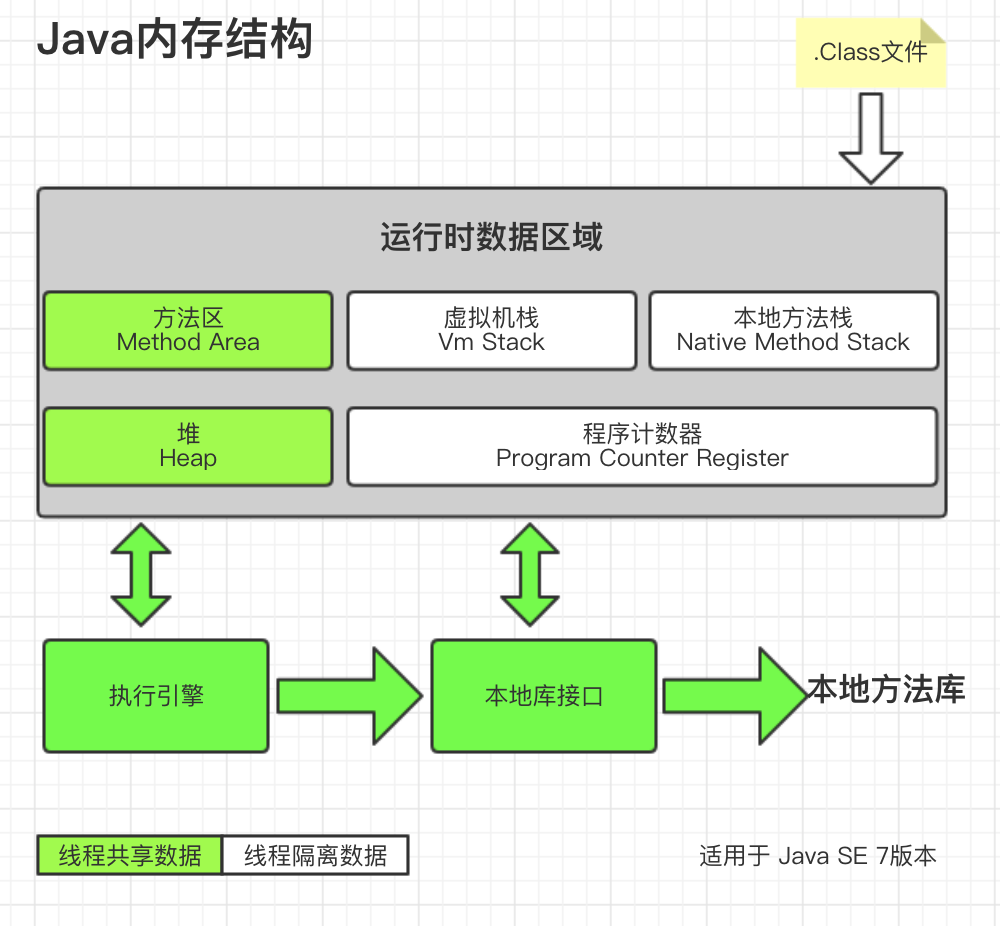 Java内存结构
.Class文件
运行时数据区域
方法区
Method Area
虚拟机栈
Vm Stack
本地方法栈
Native Method Stack
堆
Heap
程序计数器
Program Counter Register
执行引擎
本地库接口
本地方法库
线程共享数据
线程隔离数据
适用于 Java SE 7版本